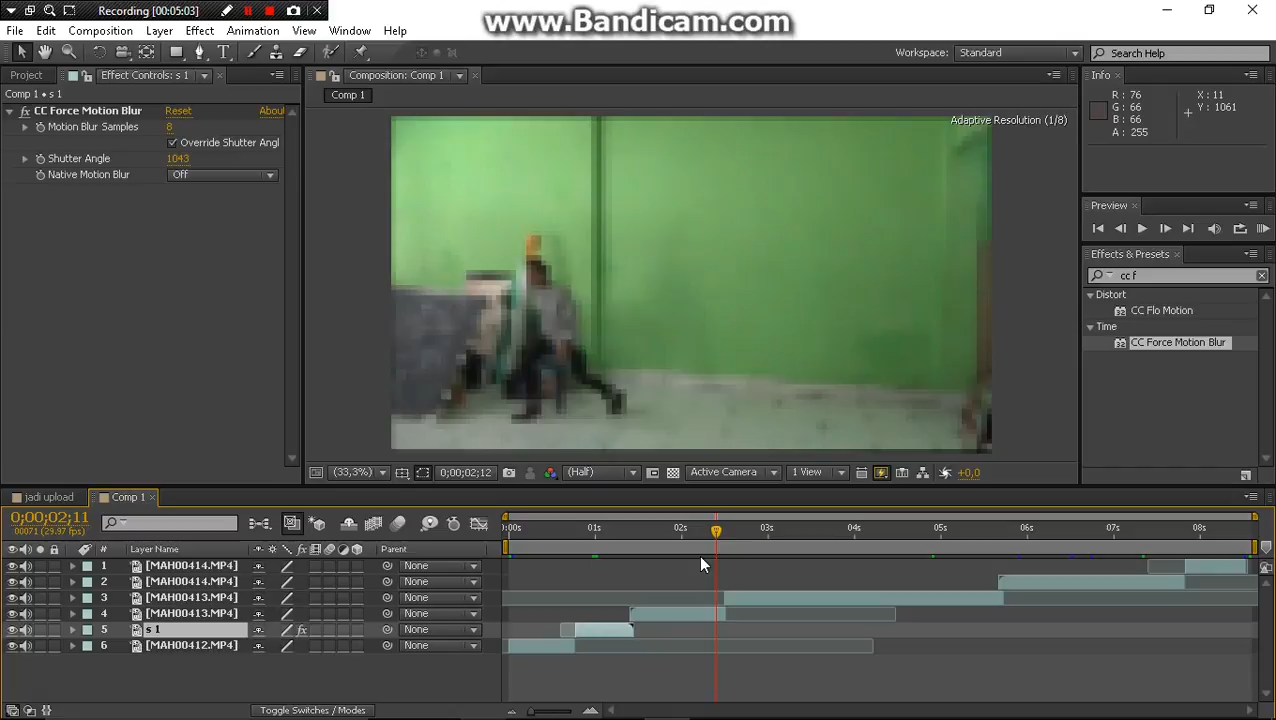 Recording [00:05:03]
www.Bandicam.com
File Edit Composition Layer Effect Animation View Window Help
Workspace: Standard
Search Help
Project
Effect Controls: s 1
Comp 1 • s 1
fx CC Force Motion Blur Reset About
Motion Blur Samples 8
Override Shutter Angl
Shutter Angle 1043
Native Motion Blur Off
Composition: Comp 1
Comp 1
Adaptive Resolution (1/8)
(33,3%)
0;00;02;12
(Half)
Active Camera
1 View
+0,0
Info
R: 76
G: 66
B: 66
A: 255
X: 11
Y: 1061
Preview
Effects & Presets
cc f
Distort
CC Flo Motion
Time
CC Force Motion Blur
jadi upload
Comp 1
0;00;02;11
00071 (29.97 fps)
):00s 01s 02s 03s 04s 05s 06s 07s 08s
# Layer Name Parent
1 [MAH00414.MP4] None
2 [MAH00414.MP4] None
3 [MAH00413.MP4] None
4 [MAH00413.MP4] None
5 s 1 fx None
6 [MAH00412.MP4] None
Toggle Switches / Modes